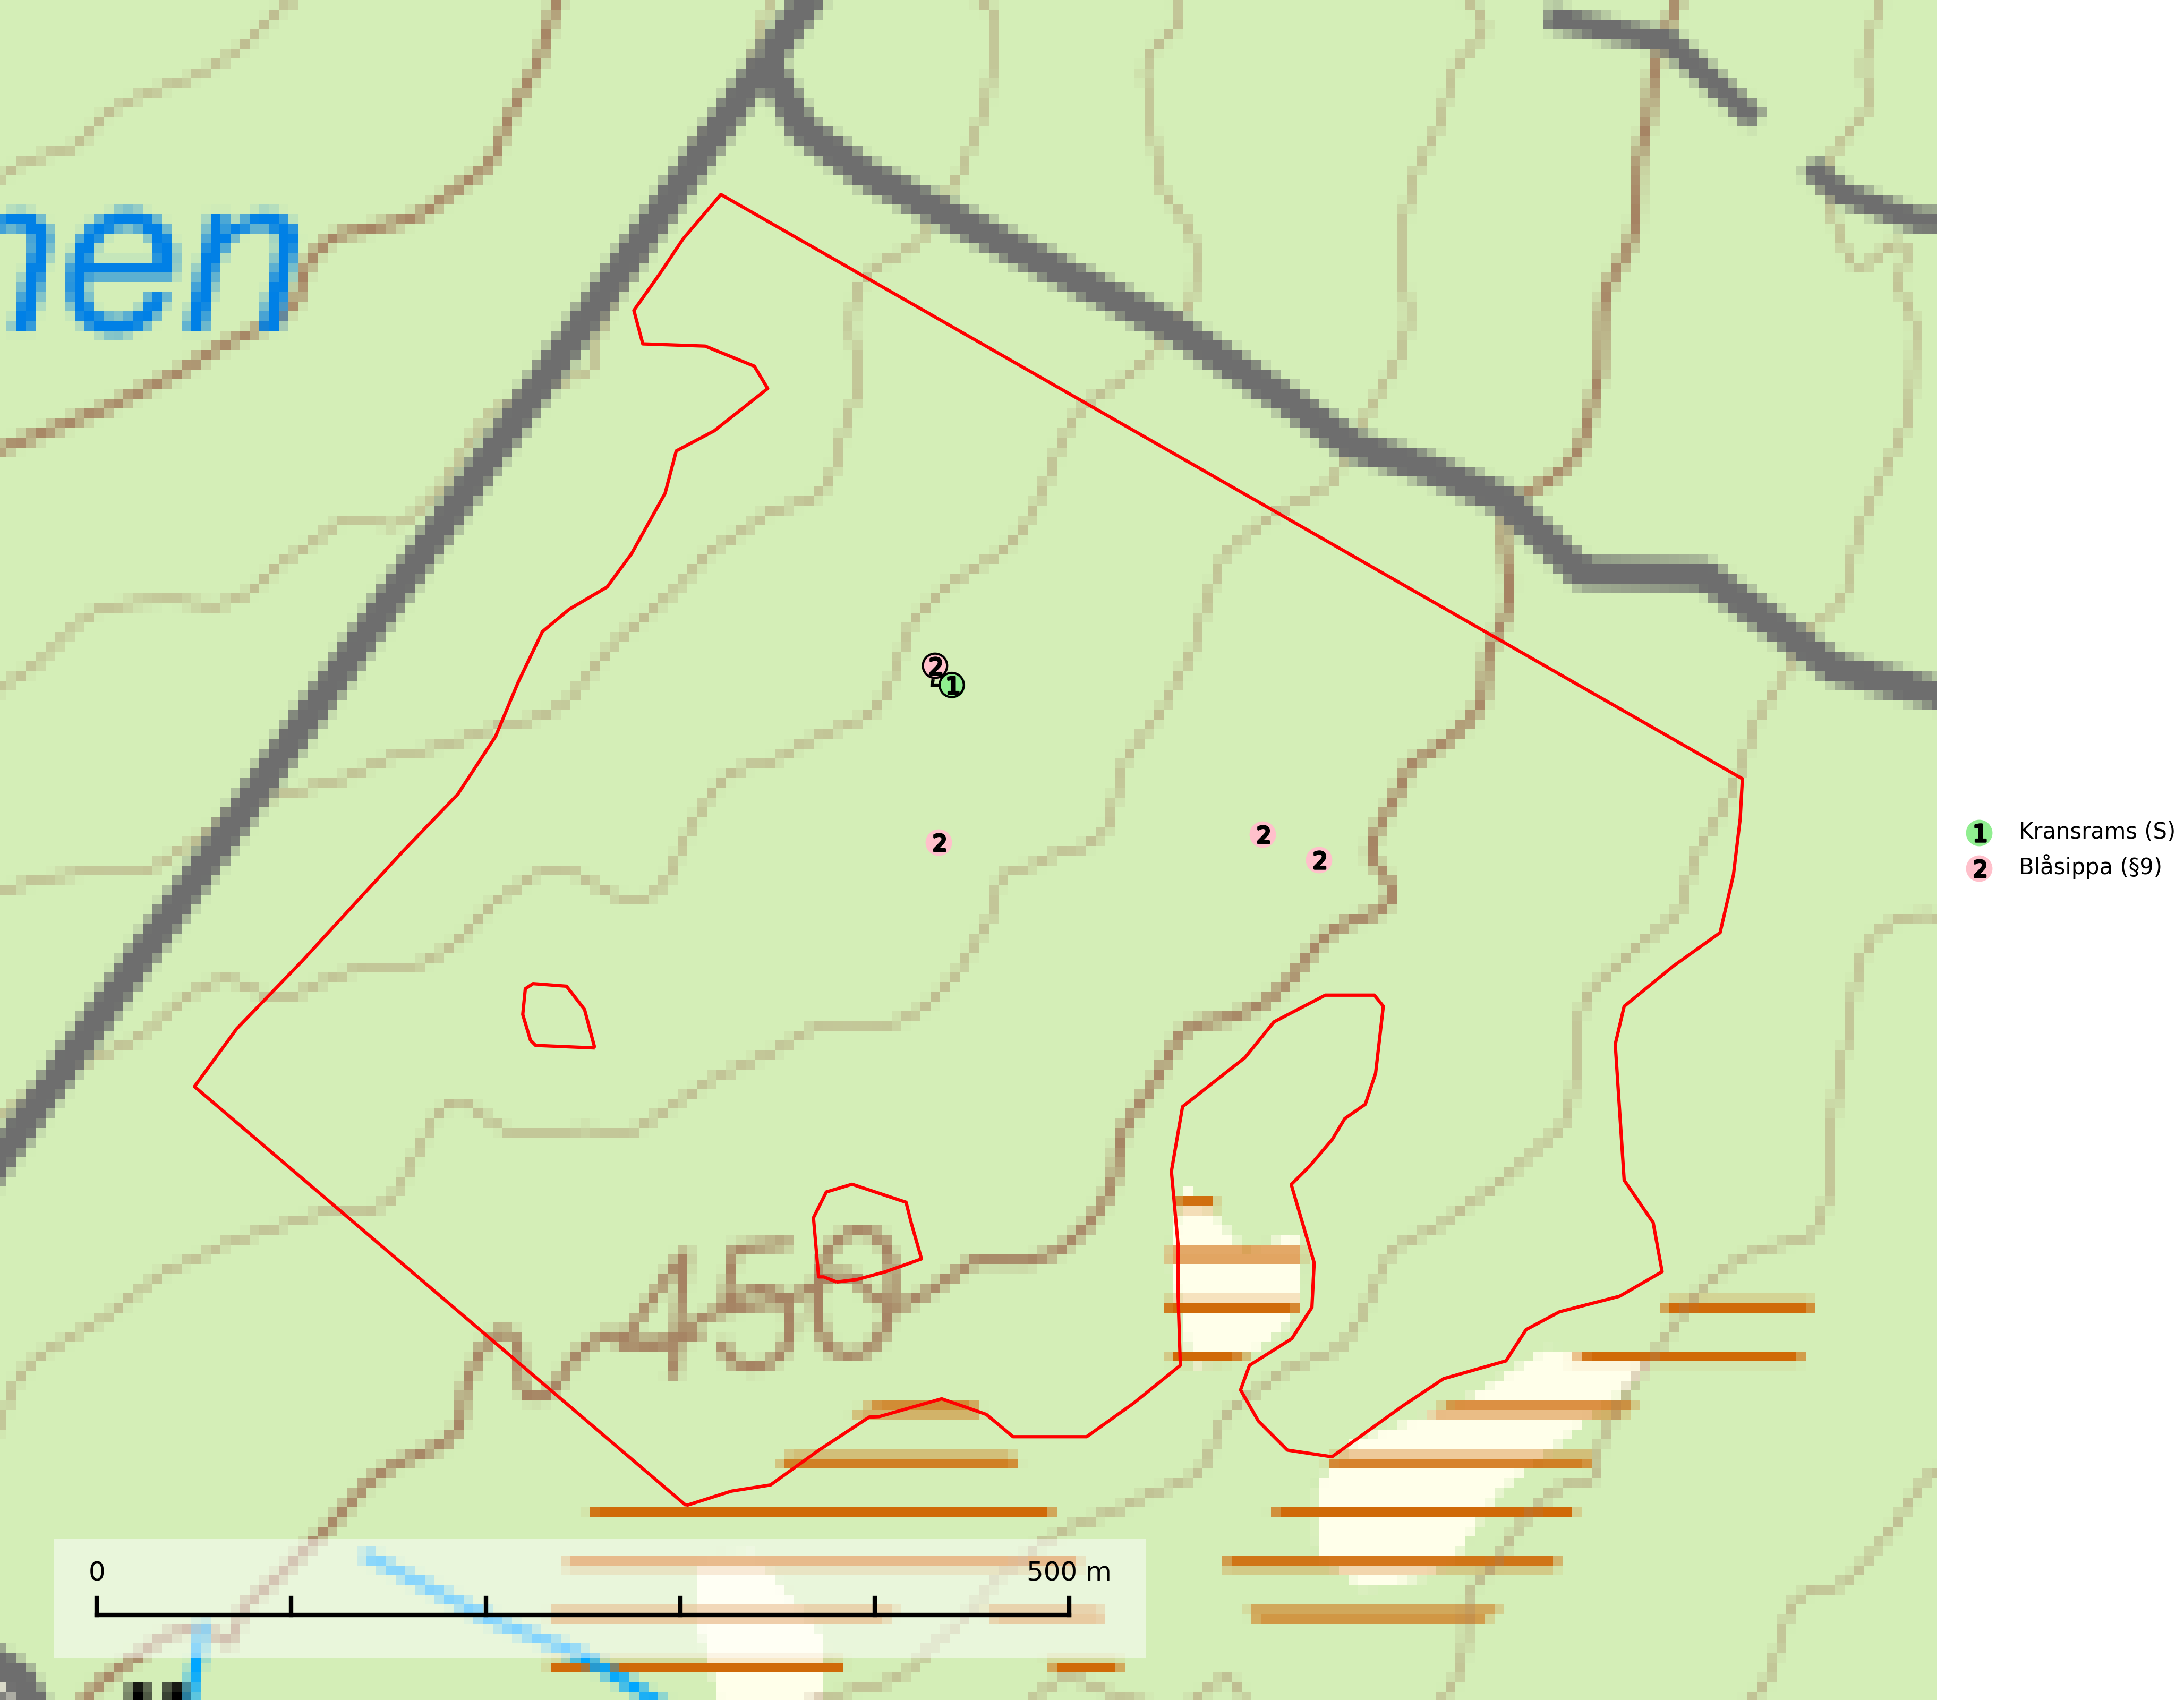 nen
2
1
2
2
2
1 Kransrams (S)
2 Blåsippa (§9)
450
0 500 m